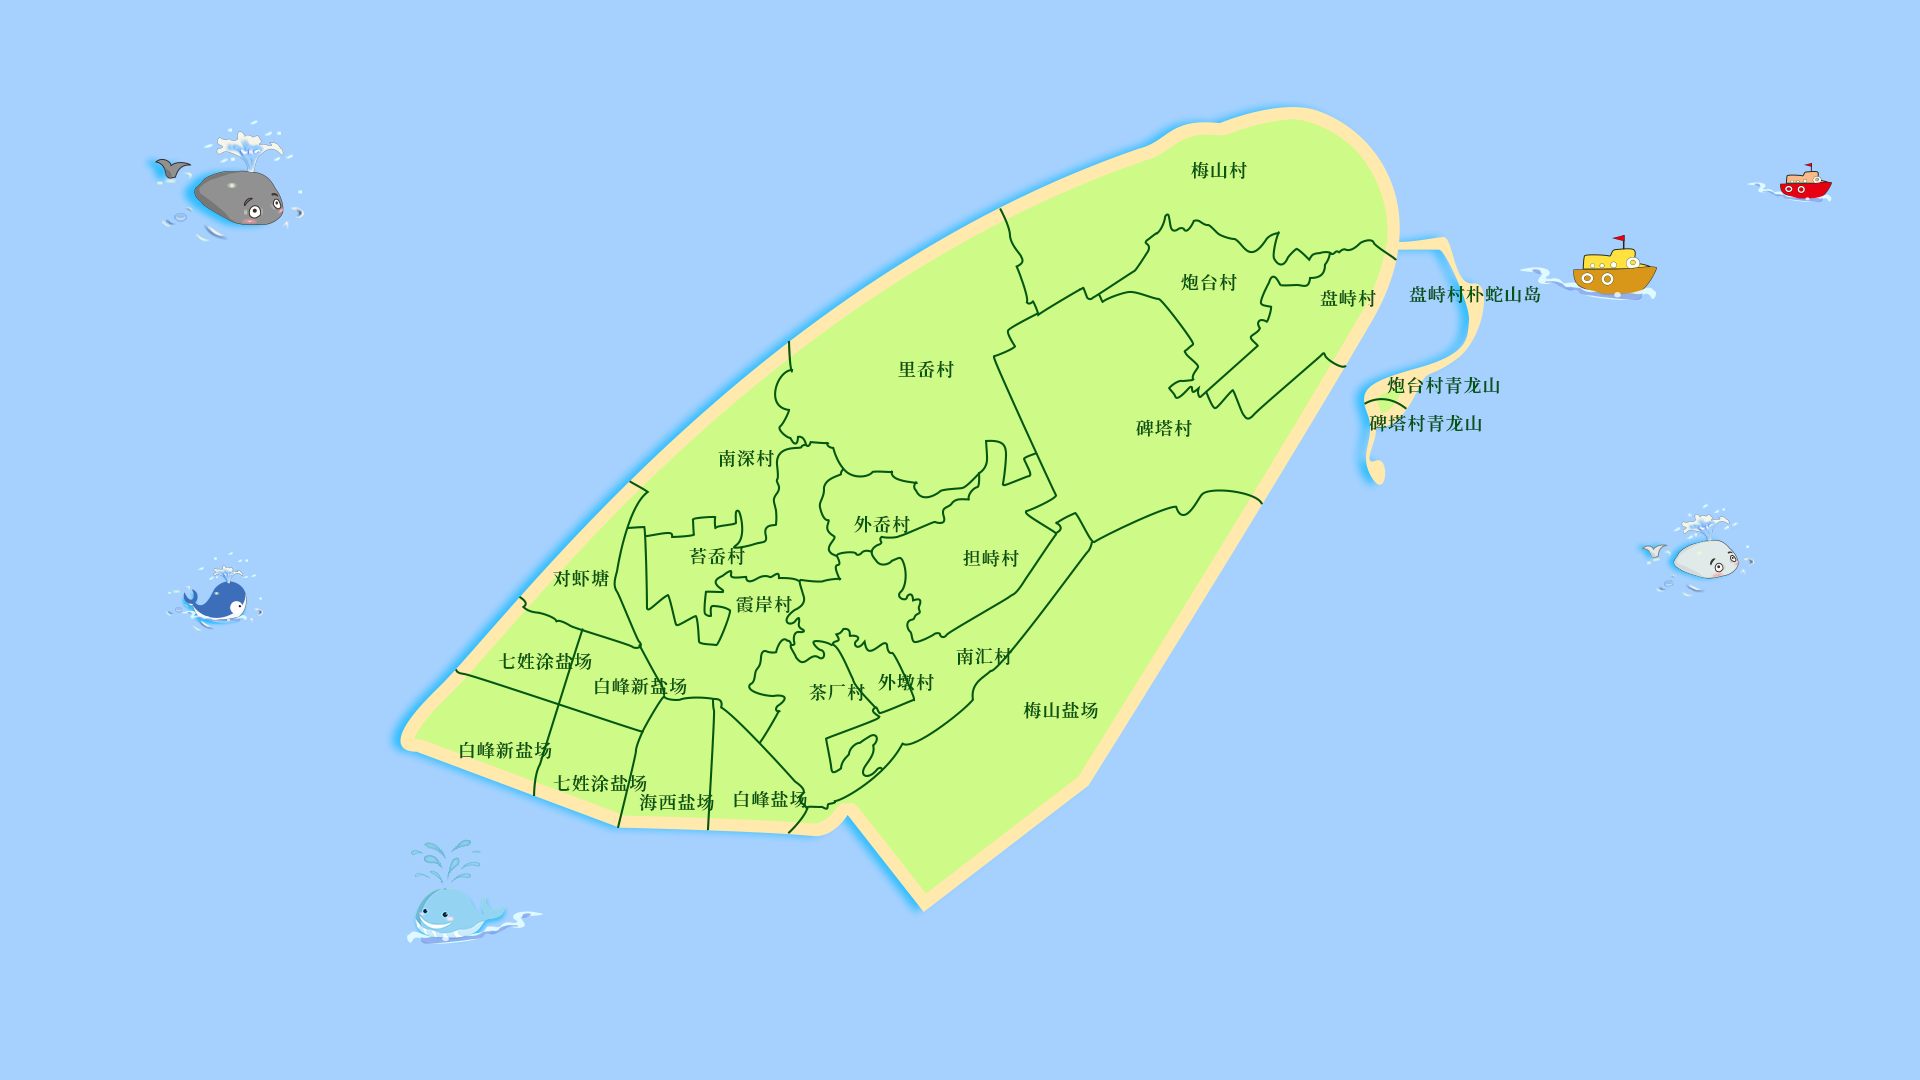 梅山村
炮台村
盘峙村
盘峙村朴蛇山岛
里岙村
炮台村青龙山
碑塔村青龙山
碑塔村
南深村
外岙村
苔岙村
担峙村
对虾塘
霞岸村
南汇村
七姓涂盐场
白峰新盐场
茶厂村
外墩村
梅山盐场
白峰新盐场
七姓涂盐场
海西盐场
白峰盐场